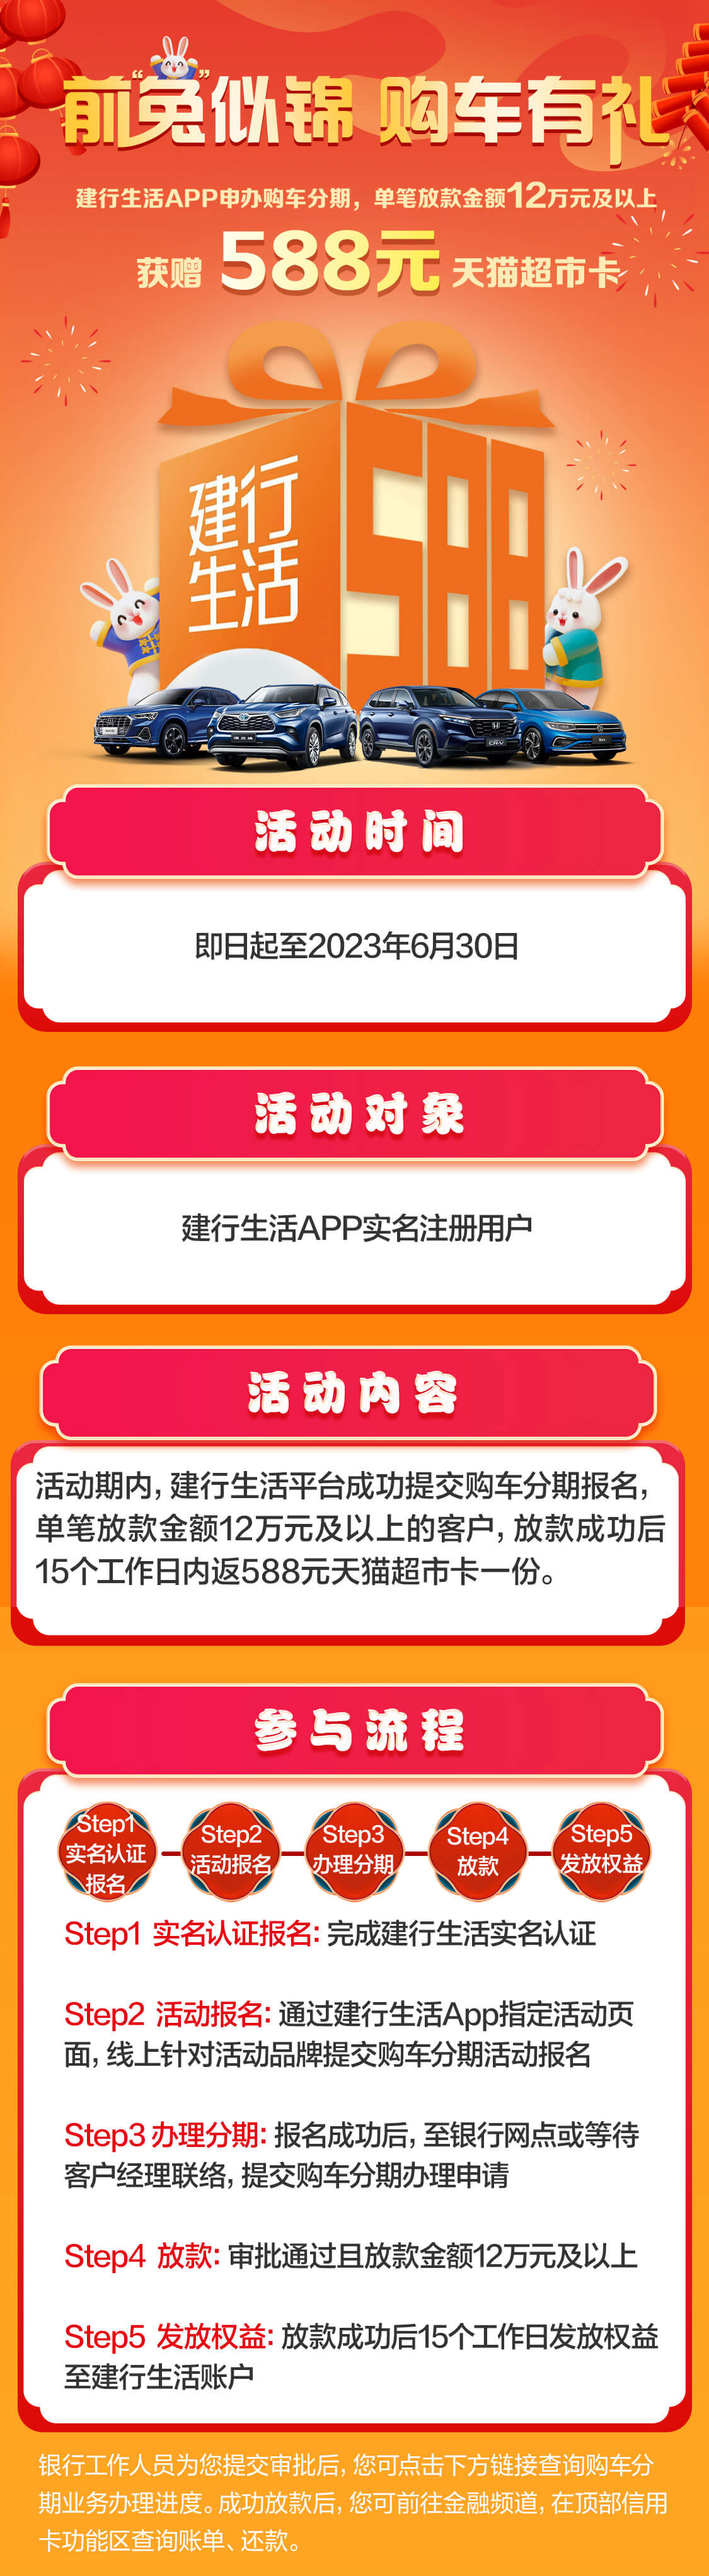 前“兔”似锦 购车有礼
建行生活APP申办购车分期，单笔放款金额12万元及以上
获赠 588元 天猫超市卡
建行
生活
588
CR-V
活动时间
即日起至2023年6月30日
活动对象
建行生活APP实名注册用户
活动内容
活动期内，建行生活平台成功提交购车分期报名，
单笔放款金额12万元及以上的客户，放款成功后
15个工作日内返588元天猫超市卡一份。
参与流程
Step1
实名认证
报名
Step2
活动报名
Step3
办理分期
Step4
放款
Step5
发放权益
Step1 实名认证报名：完成建行生活实名认证
Step2 活动报名：通过建行生活App指定活动页
面，线上针对活动品牌提交购车分期活动报名
Step3 办理分期：报名成功后，至银行网点或等待
客户经理联络，提交购车分期办理申请
Step4 放款：审批通过且放款金额12万元及以上
Step5 发放权益：放款成功后15个工作日发放权益
至建行生活账户
银行工作人员为您提交审批后，您可点击下方链接查询购车分
期业务办理进度。成功放款后，您可前往金融频道，在顶部信用
卡功能区查询账单、还款。